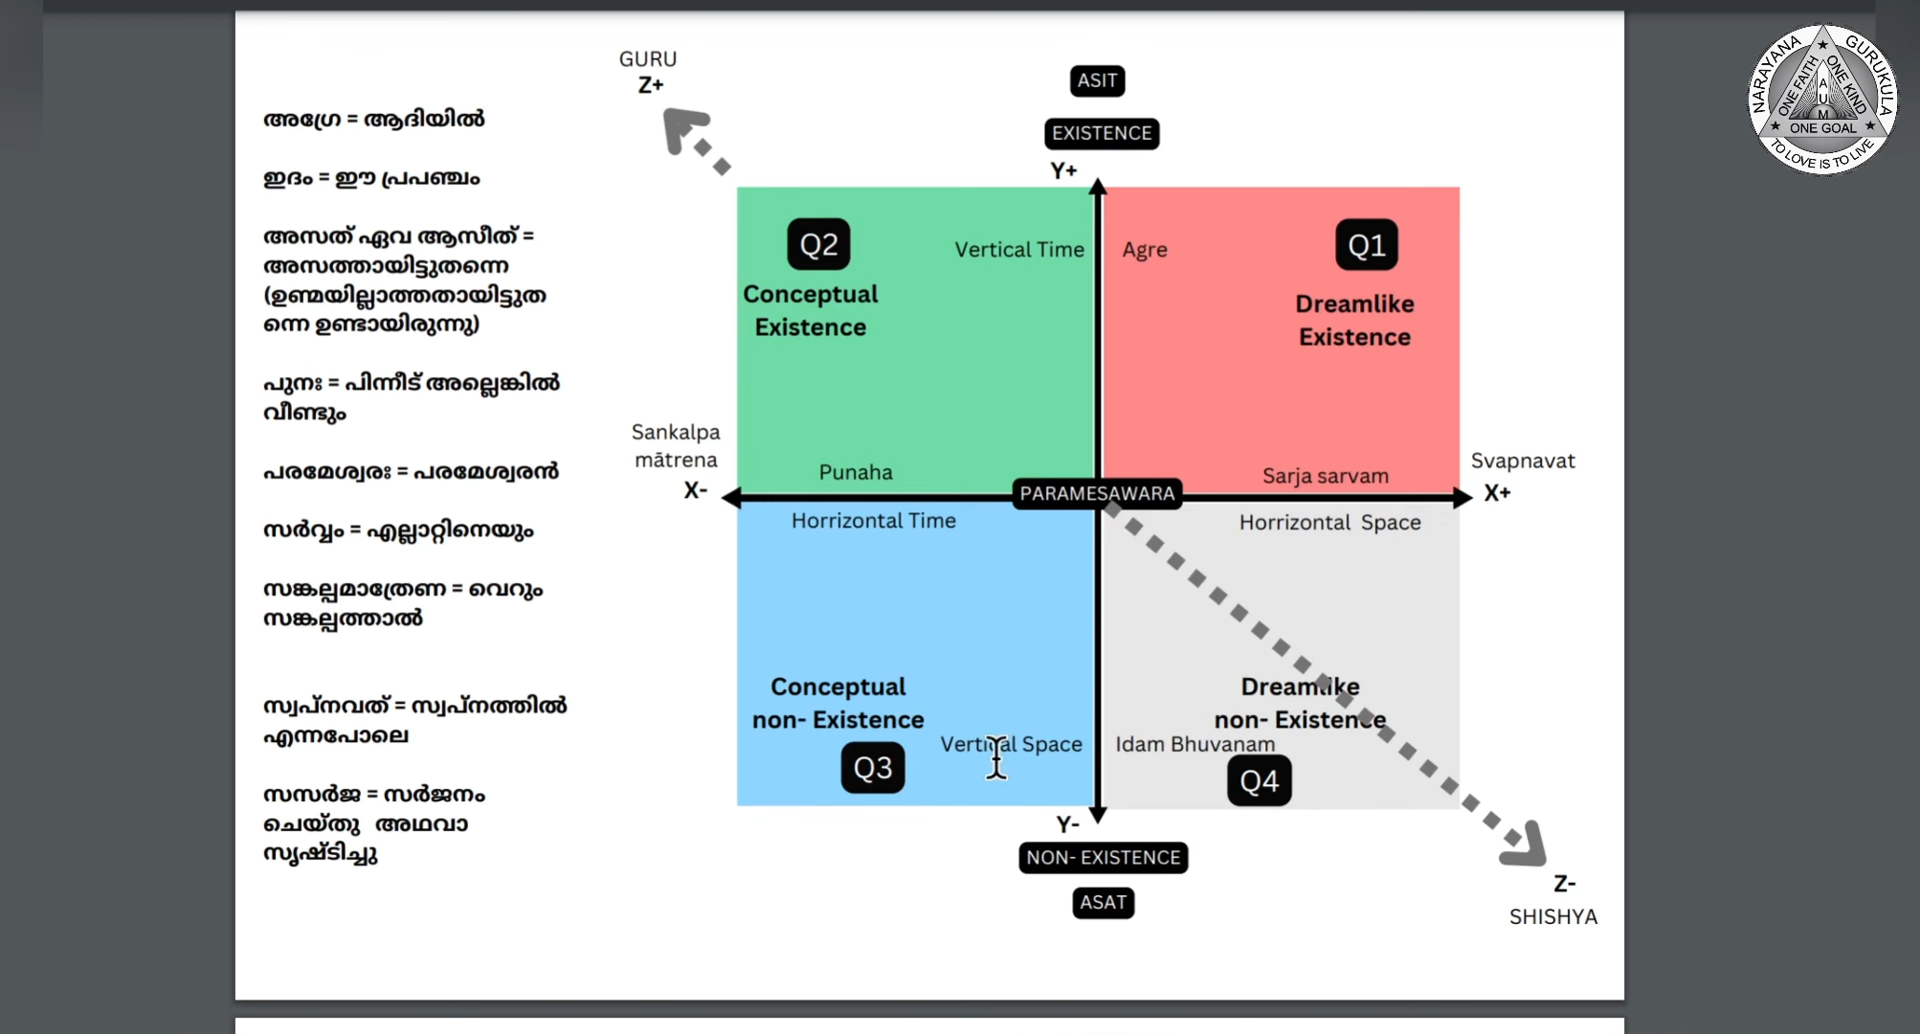 അഗ്രേ = ആദിയിൽ
ഇദം = ഈ പ്രപഞ്ചം
അസത് ഏവ ആസീത് =
അസത്തായിട്ടുതന്നെ
(ഉണ്മയില്ലാത്തതായിട്ടുത
ന്നെ ഉണ്ടായിരുന്നു)
പുനഃ = പിന്നീട് അല്ലെങ്കിൽ
വീണ്ടും
പരമേശ്വരഃ = പരമേശ്വരൻ
സർവ്വം = എല്ലാറ്റിനെയും
സങ്കല്പമാത്രേണ = വെറും
സങ്കല്പത്താൽ
സ്വപ്നവത് = സ്വപ്നത്തിൽ
എന്നപോലെ
സസർജ = സർജനം
ചെയ്തു അഥവാ
സൃഷ്ടിച്ചു
GURU
Z+
ASIT
EXISTENCE
Y+
Q2
Vertical Time
Agre
Q1
Conceptual
Existence
Dreamlike
Existence
Sankalpa
mātrena
X-
Punaha
PARAMESAWARA
Sarja sarvam
Svapnavat
X+
Horrizontal Time
Horrizontal Space
Conceptual
non- Existence
Vertical Space
Q3
Dreamlike
non- Existence
Idam Bhuvanam
Q4
Y-
NON- EXISTENCE
ASAT
Z-
SHISHYA
NARAYANA GURUKULA
ONE FAITH
ONE KIND
AUM
ONE GOAL
TO LOVE IS TO LIVE